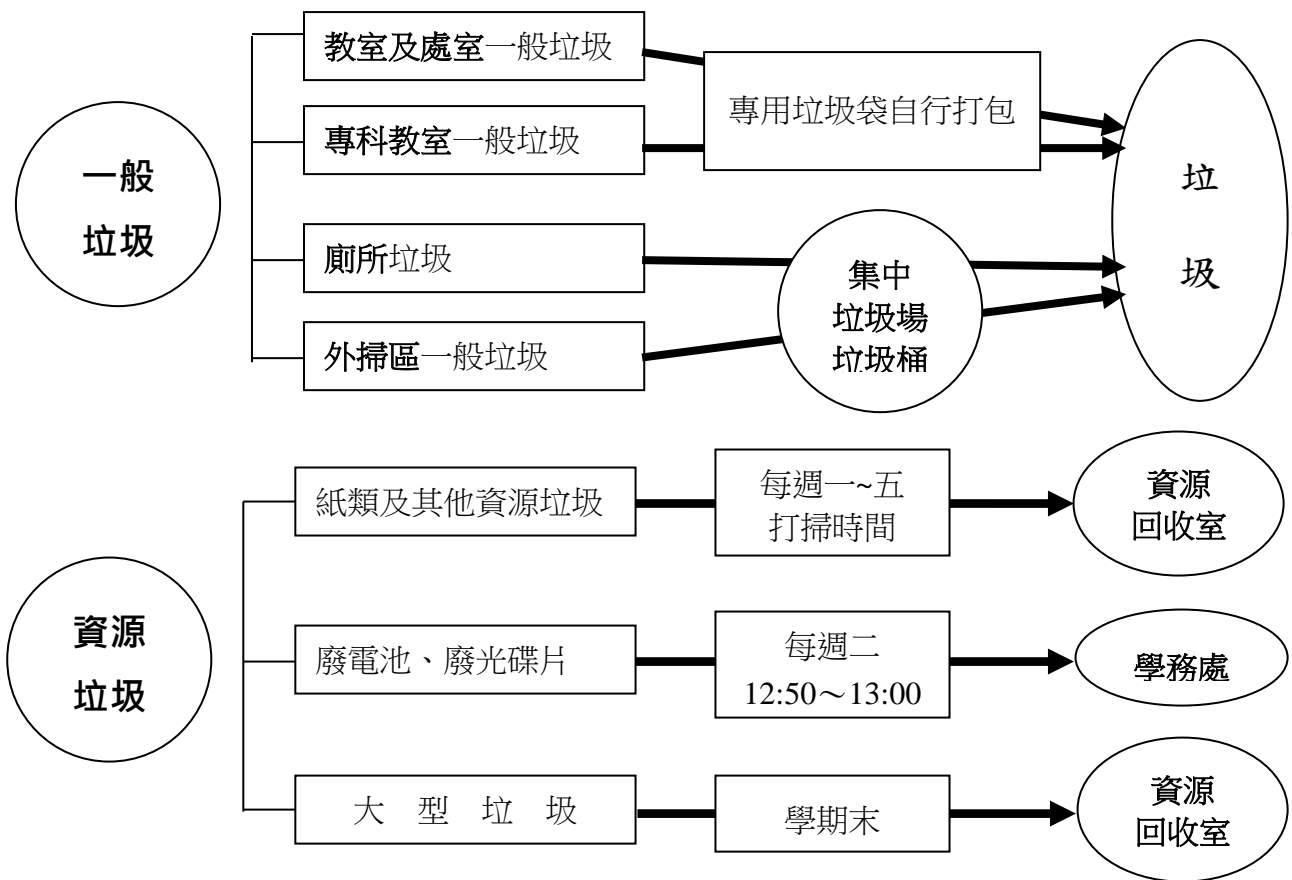 教室及處室一般垃圾
專用垃圾袋自行打包
專科教室一般垃圾
一般
垃圾
垃
圾
廁所垃圾
集中
垃圾場
垃圾桶
外掃區一般垃圾
紙類及其他資源垃圾
每週一~五
打掃時間
資源
回收室
資源
垃圾
廢電池、廢光碟片
每週二
12:50～13:00
學務處
大 型 垃 圾
學期末
資源
回收室